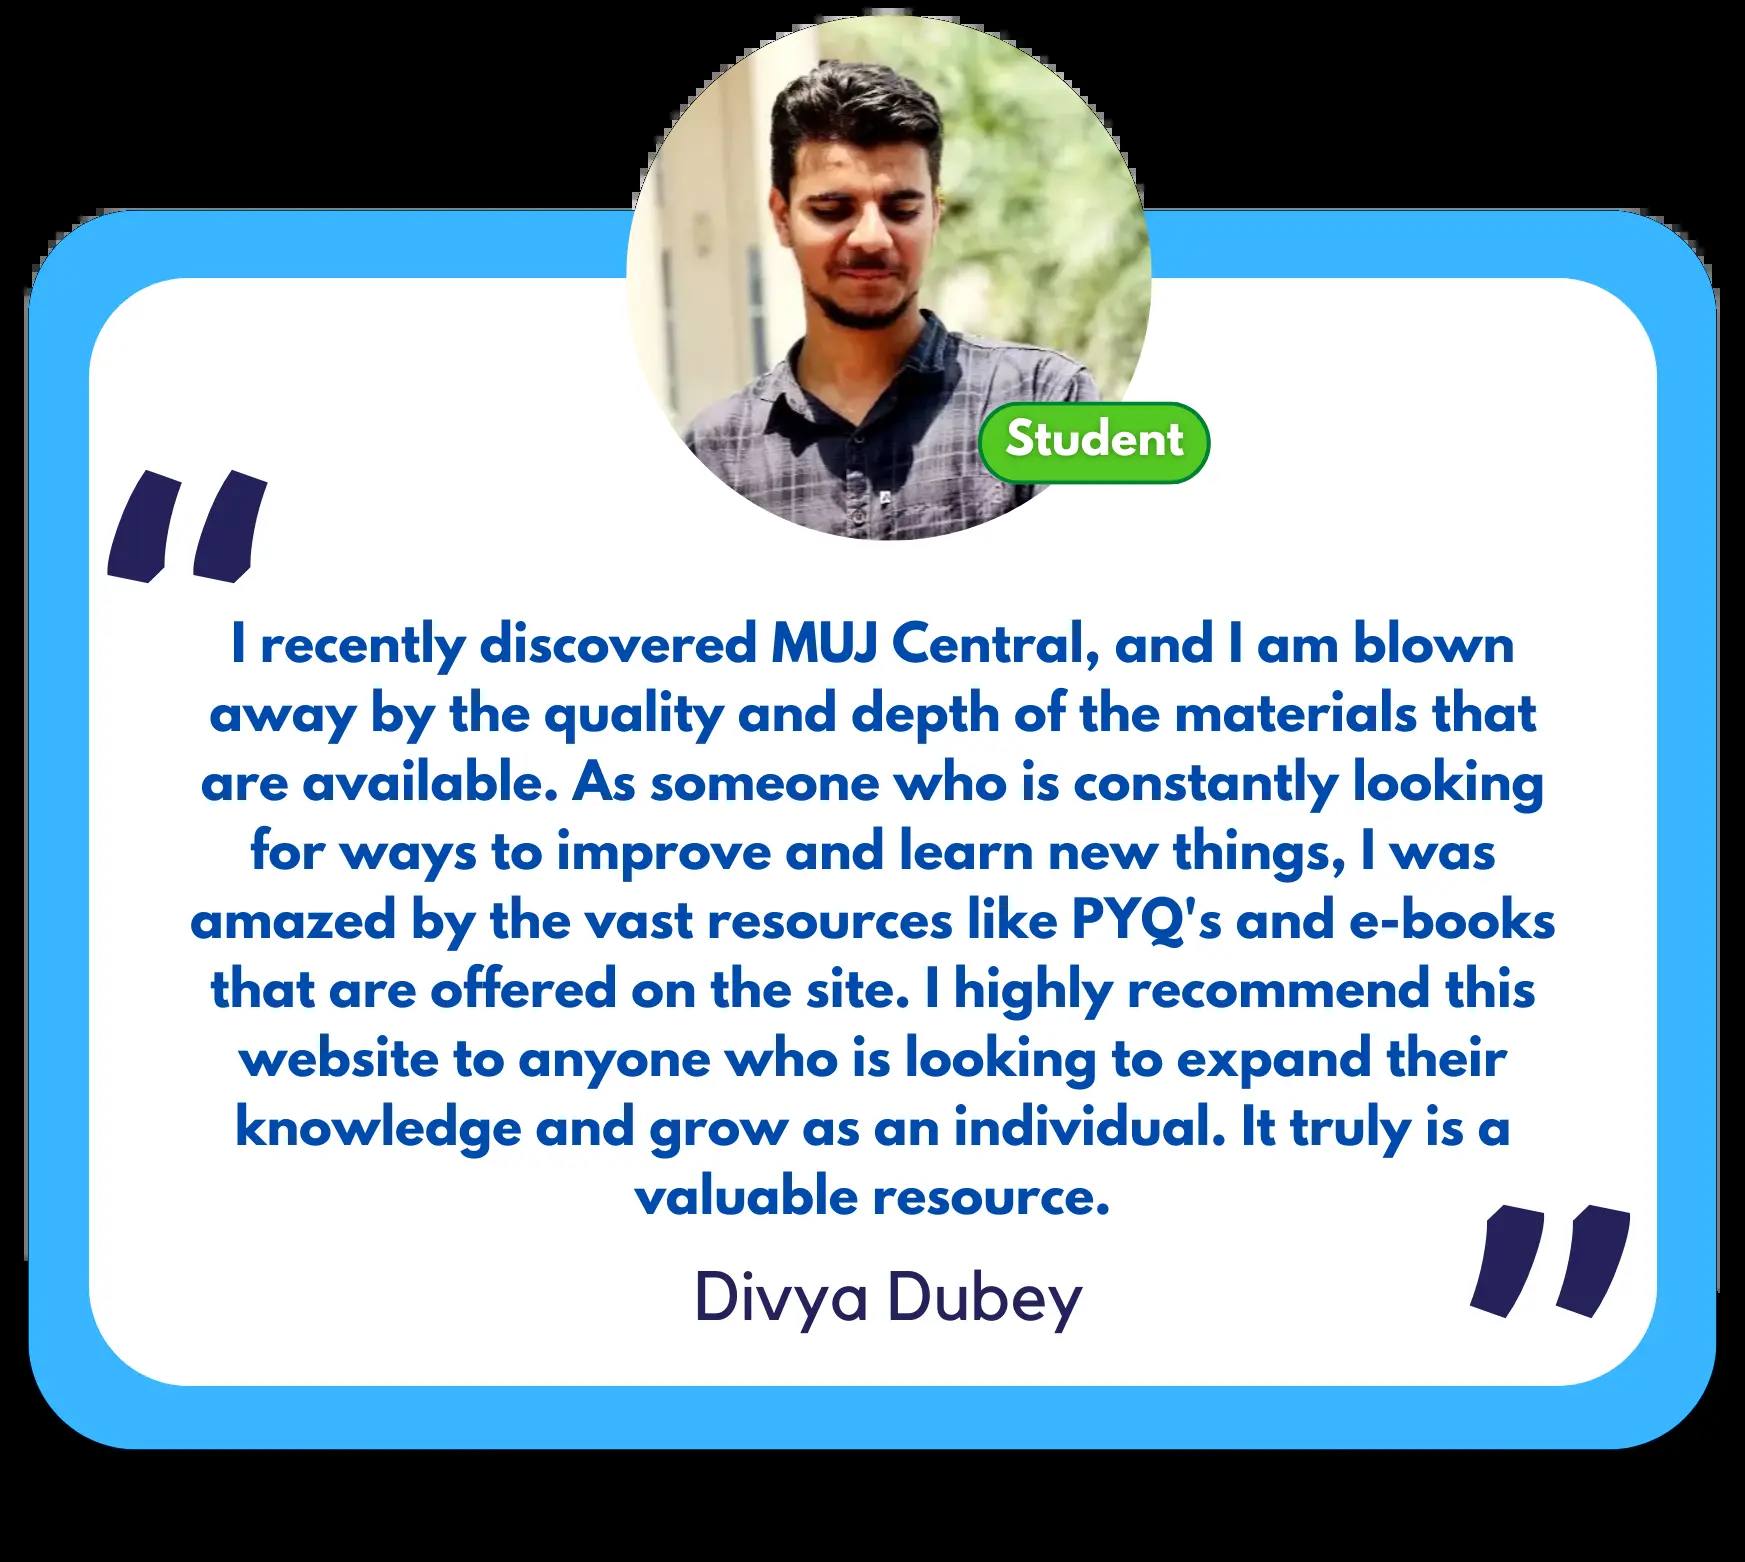 Student
“
I recently discovered MUJ Central, and I am blown
away by the quality and depth of the materials that
are available. As someone who is constantly looking
for ways to improve and learn new things, I was
amazed by the vast resources like PYQ's and e-books
that are offered on the site. I highly recommend this
website to anyone who is looking to expand their
knowledge and grow as an individual. It truly is a
valuable resource.
”
Divya Dubey